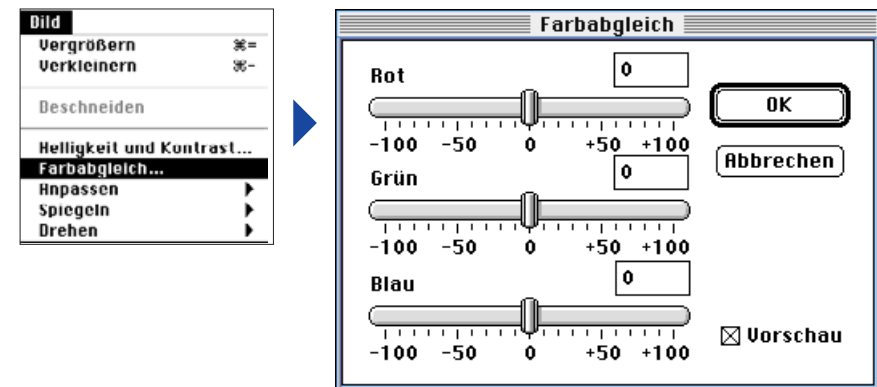 Bild
Vergrößern ⌘=
Verkleinern ⌘-
Beschneiden
Helligkeit und Kontrast...
Farbabgleich...
Anpassen
Spiegeln
Drehen
Farbabgleich
Rot 0
-100 -50 0 +50 +100
Grün 0
-100 -50 0 +50 +100
Blau 0
-100 -50 0 +50 +100
OK
Abbrechen
Vorschau